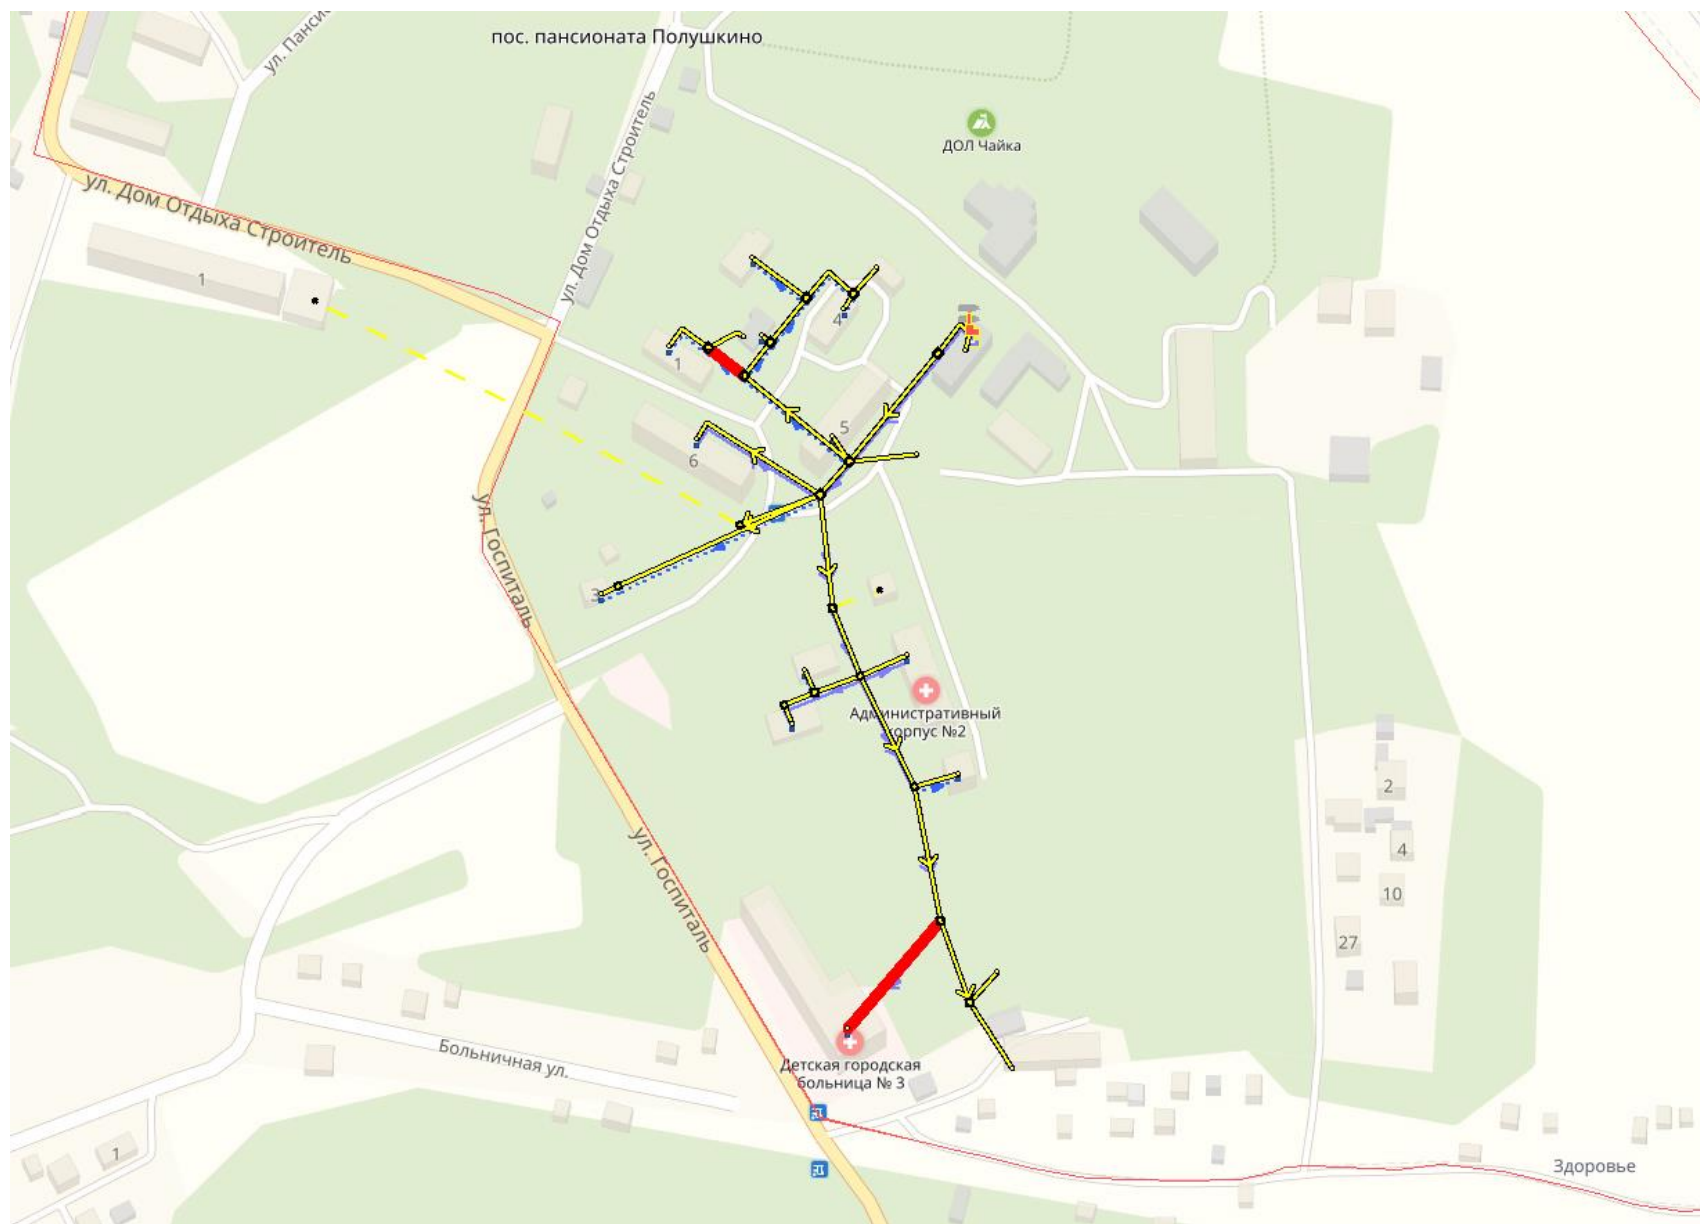 пос. пансионата Полушкино
ул. Пансио
ул. Дом Отдыха Строитель
ДОЛ Чайка
ул. Дом Отдыха Строитель
1
4
1
5
6
ул. Госпиталь
3
Административный
корпус №2
2
4
10
27
ул. Госпиталь
Больничная ул.
Детская городская
больница № 3
1
Здоровье